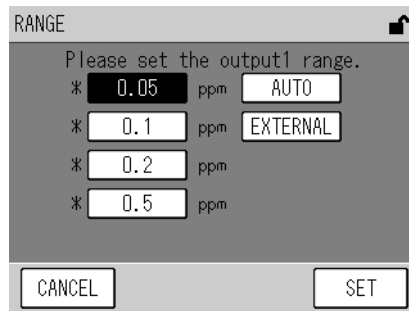 RANGE
Please set the output1 range.
* 0.05 ppm AUTO
* 0.1 ppm EXTERNAL
* 0.2 ppm
* 0.5 ppm
CANCEL SET